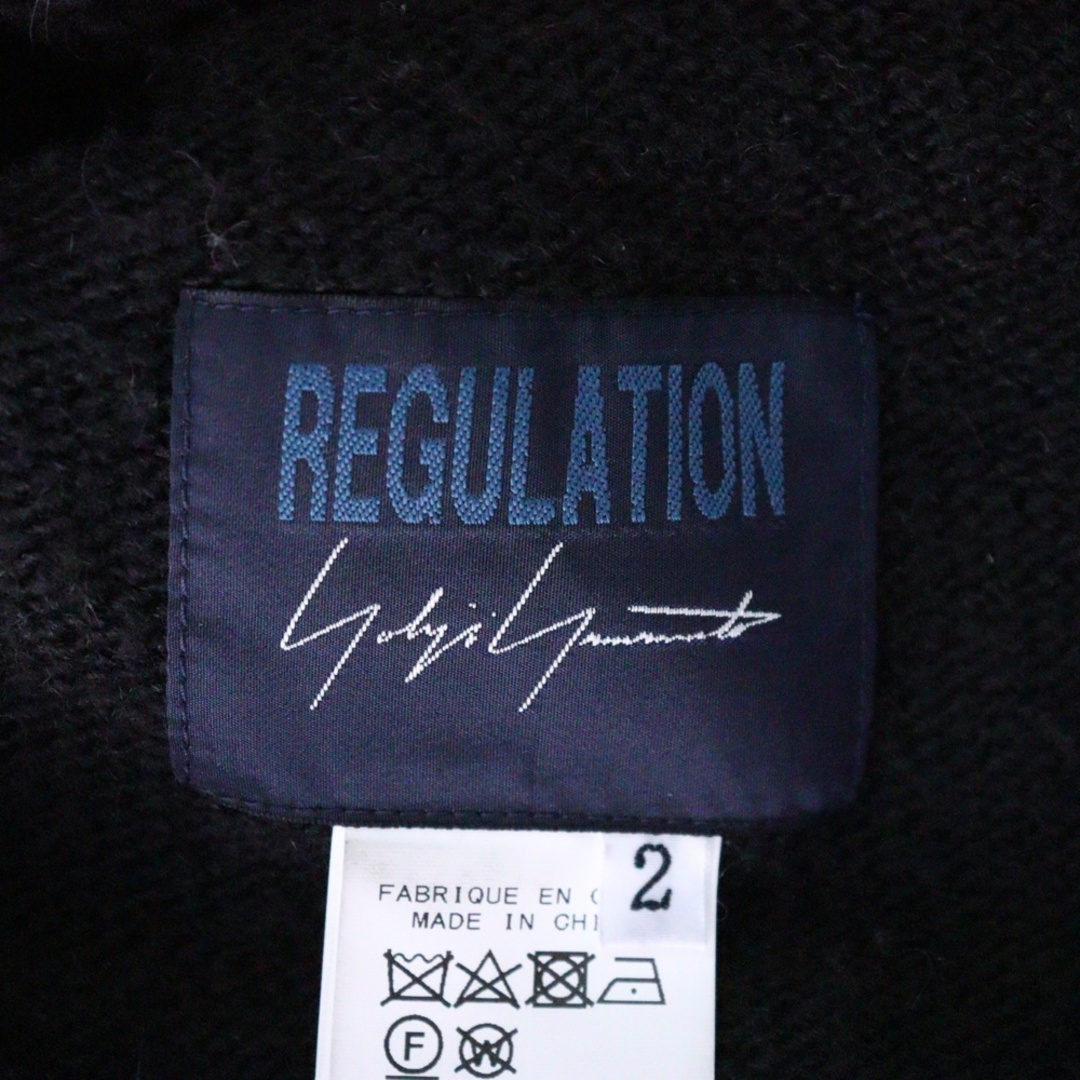 REGULATION
Yohji Yamamoto
2
FABRIQUE EN C
MADE IN CHI
F
W